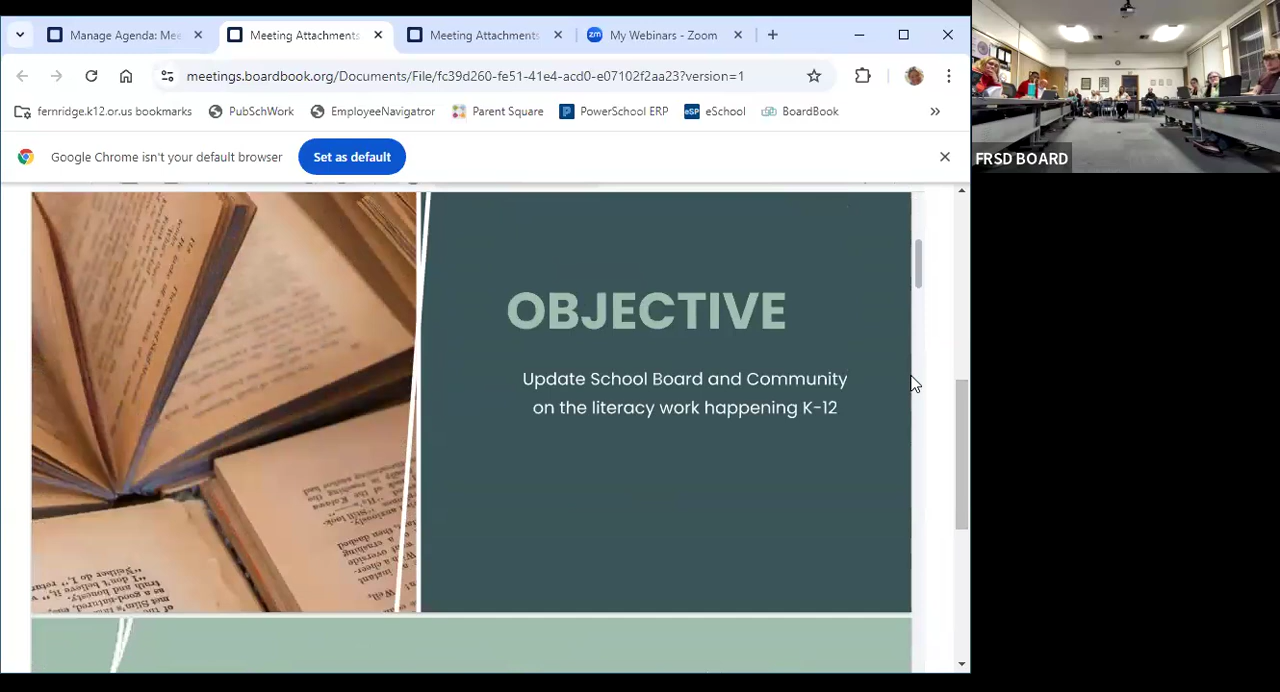 Manage Agenda: Mee
Meeting Attachments
Meeting Attachments
zm
My Webinars - Zoom
meetings.boardbook.org/Documents/File/fc39d260-fe51-41e4-acd0-e07102f2aa23?version=1
fernridge.k12.or.us bookmarks
PubSchWork
EmployeeNavigator
Parent Square
PowerSchool ERP
eSP
eSchool
BoardBook
Google Chrome isn't your default browser
Set as default
FRSD BOARD
OBJECTIVE
Update School Board and Community
on the literacy work happening K-12